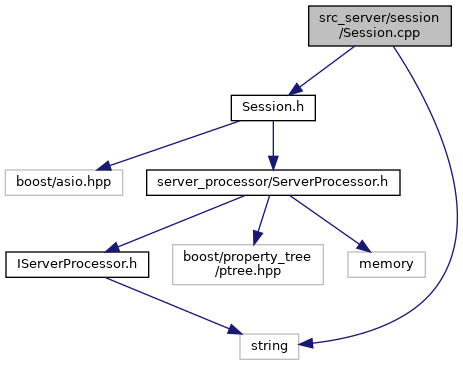 src_server/session
/Session.cpp
Session.h
boost/asio.hpp
server_processor/ServerProcessor.h
IServerProcessor.h
boost/property_tree
/ptree.hpp
memory
string